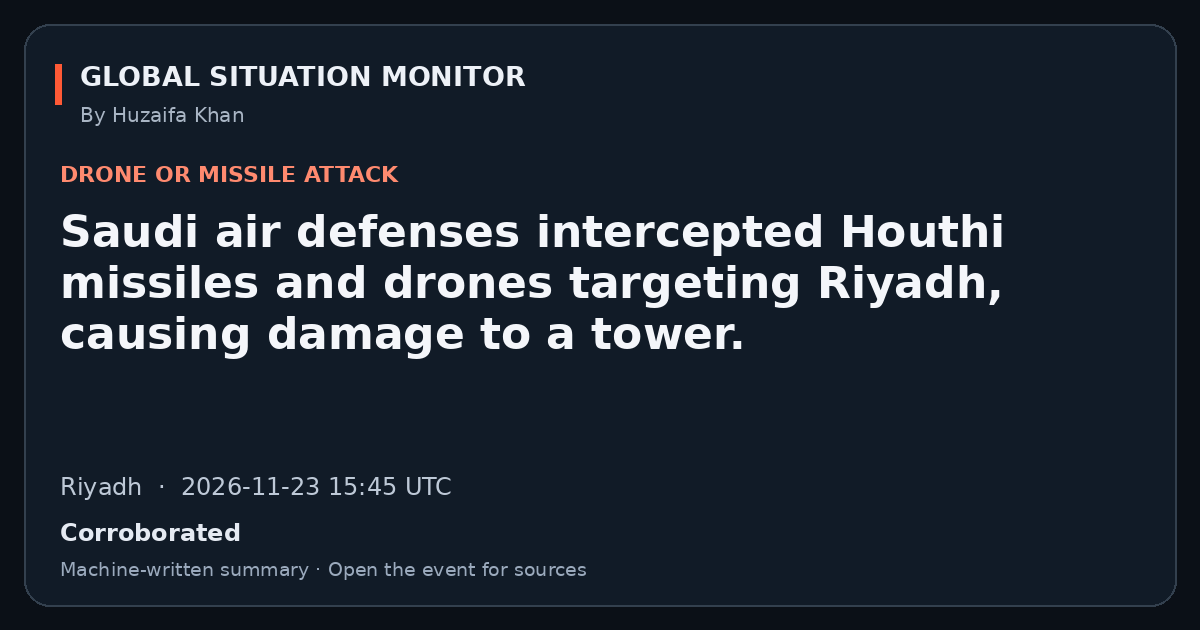 GLOBAL SITUATION MONITOR
By Huzaifa Khan
DRONE OR MISSILE ATTACK
Saudi air defenses intercepted Houthi
missiles and drones targeting Riyadh,
causing damage to a tower.
Riyadh · 2026-11-23 15:45 UTC
Corroborated
Machine-written summary · Open the event for sources